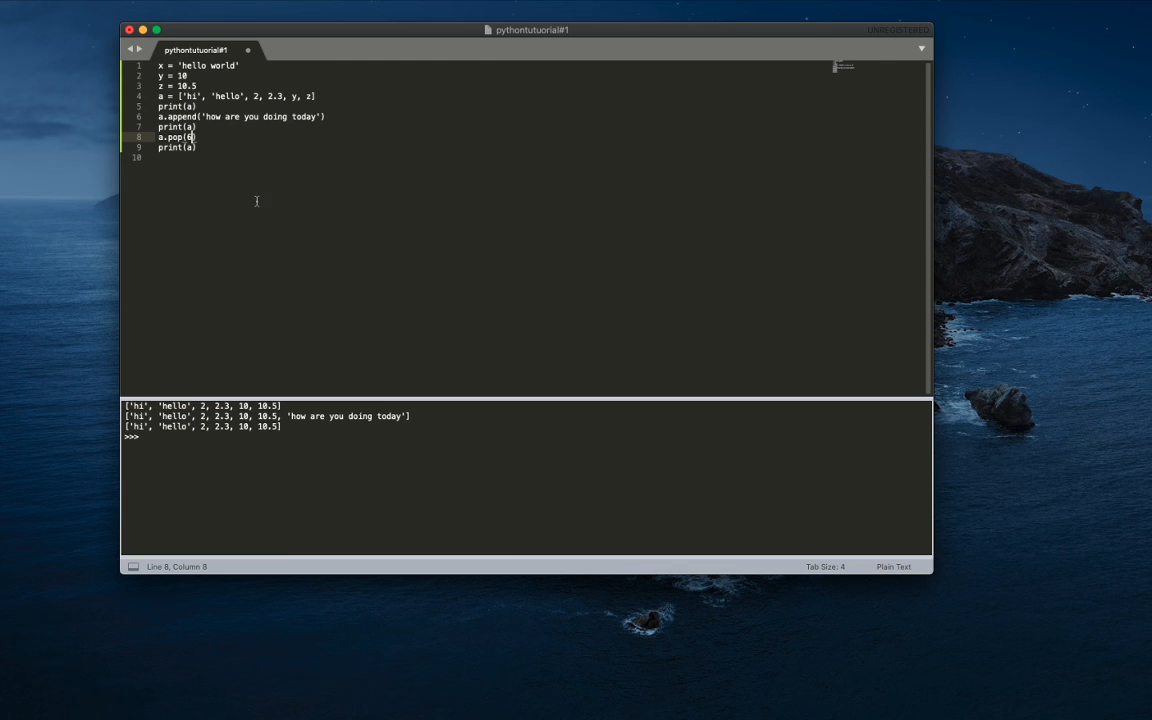 pythontutuorial#1
UNREGISTERED
pythontutuorial#1
1 x = 'hello world'
2 y = 10
3 z = 10.5
4 a = ['hi', 'hello', 2, 2.3, y, z]
5 print(a)
6 a.append('how are you doing today')
7 print(a)
8 a.pop(6)
9 print(a)
10
['hi', 'hello', 2, 2.3, 10, 10.5]
['hi', 'hello', 2, 2.3, 10, 10.5, 'how are you doing today']
['hi', 'hello', 2, 2.3, 10, 10.5]
>>>
Line 8, Column 8
Tab Size: 4
Plain Text